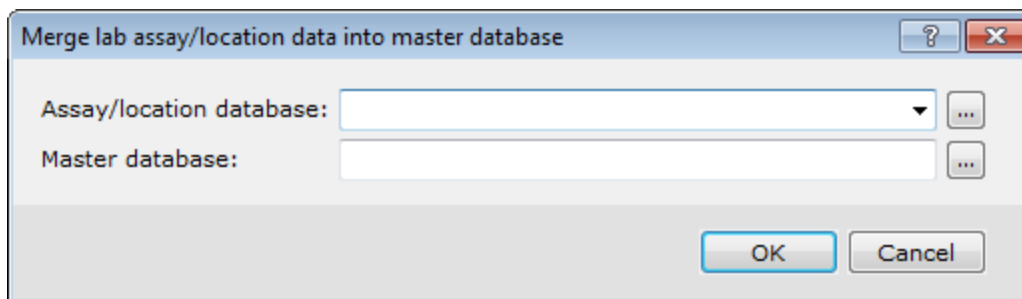 Merge lab assay/location data into master database
?
Assay/location database:
...
Master database:
...
OK Cancel